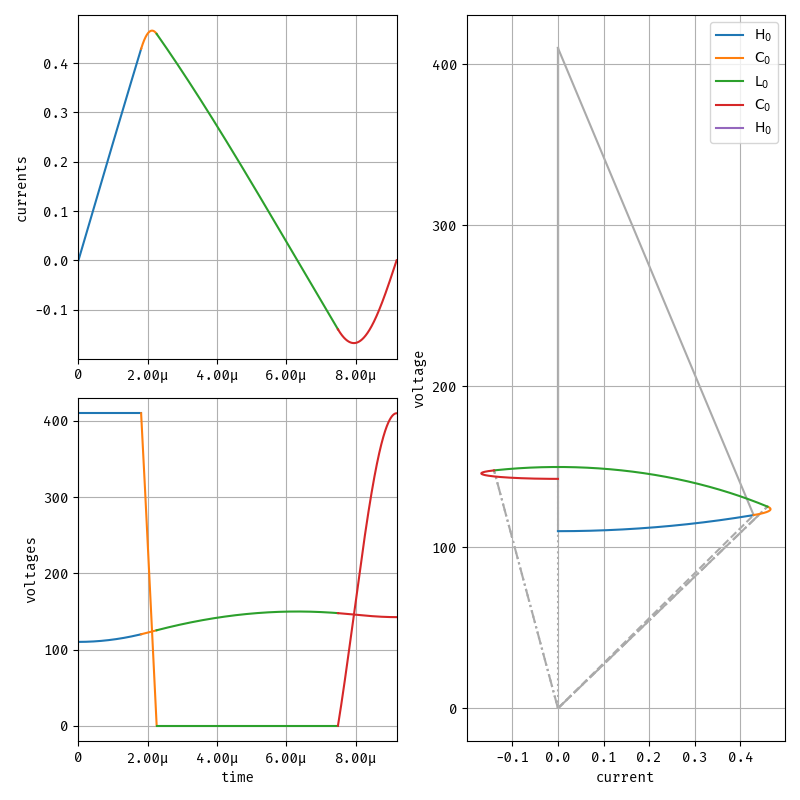 currents
0.4
0.3
0.2
0.1
0.0
-0.1
0
2.00μ
4.00μ
6.00μ
8.00μ
voltages
400
300
200
100
0
0
2.00μ
4.00μ
6.00μ
8.00μ
time
voltage
400
300
200
100
0
-0.1
0.0
0.1
0.2
0.3
0.4
current
H₀
C₀
L₀
C₀
H₀